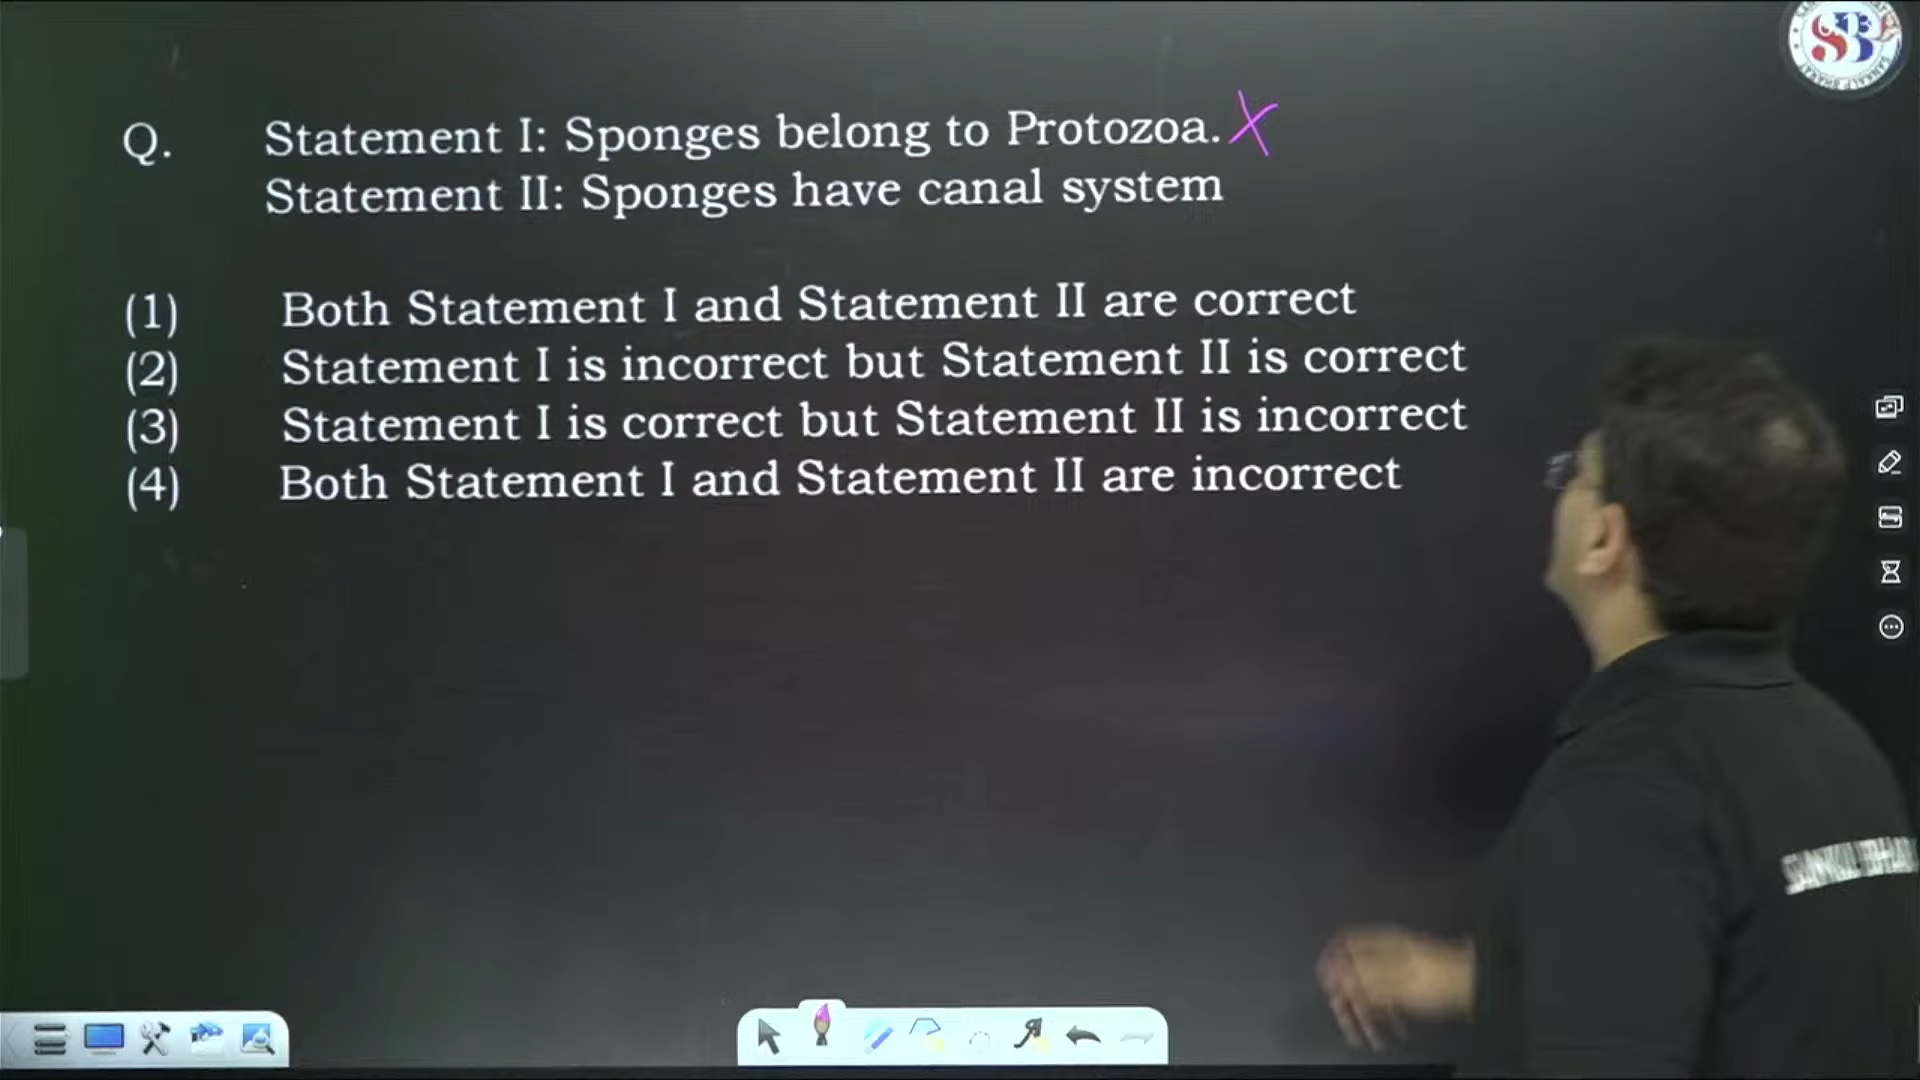 Q. Statement I: Sponges belong to Protozoa.
Statement II: Sponges have canal system
(1) Both Statement I and Statement II are correct
(2) Statement I is incorrect but Statement II is correct
(3) Statement I is correct but Statement II is incorrect
(4) Both Statement I and Statement II are incorrect
SB